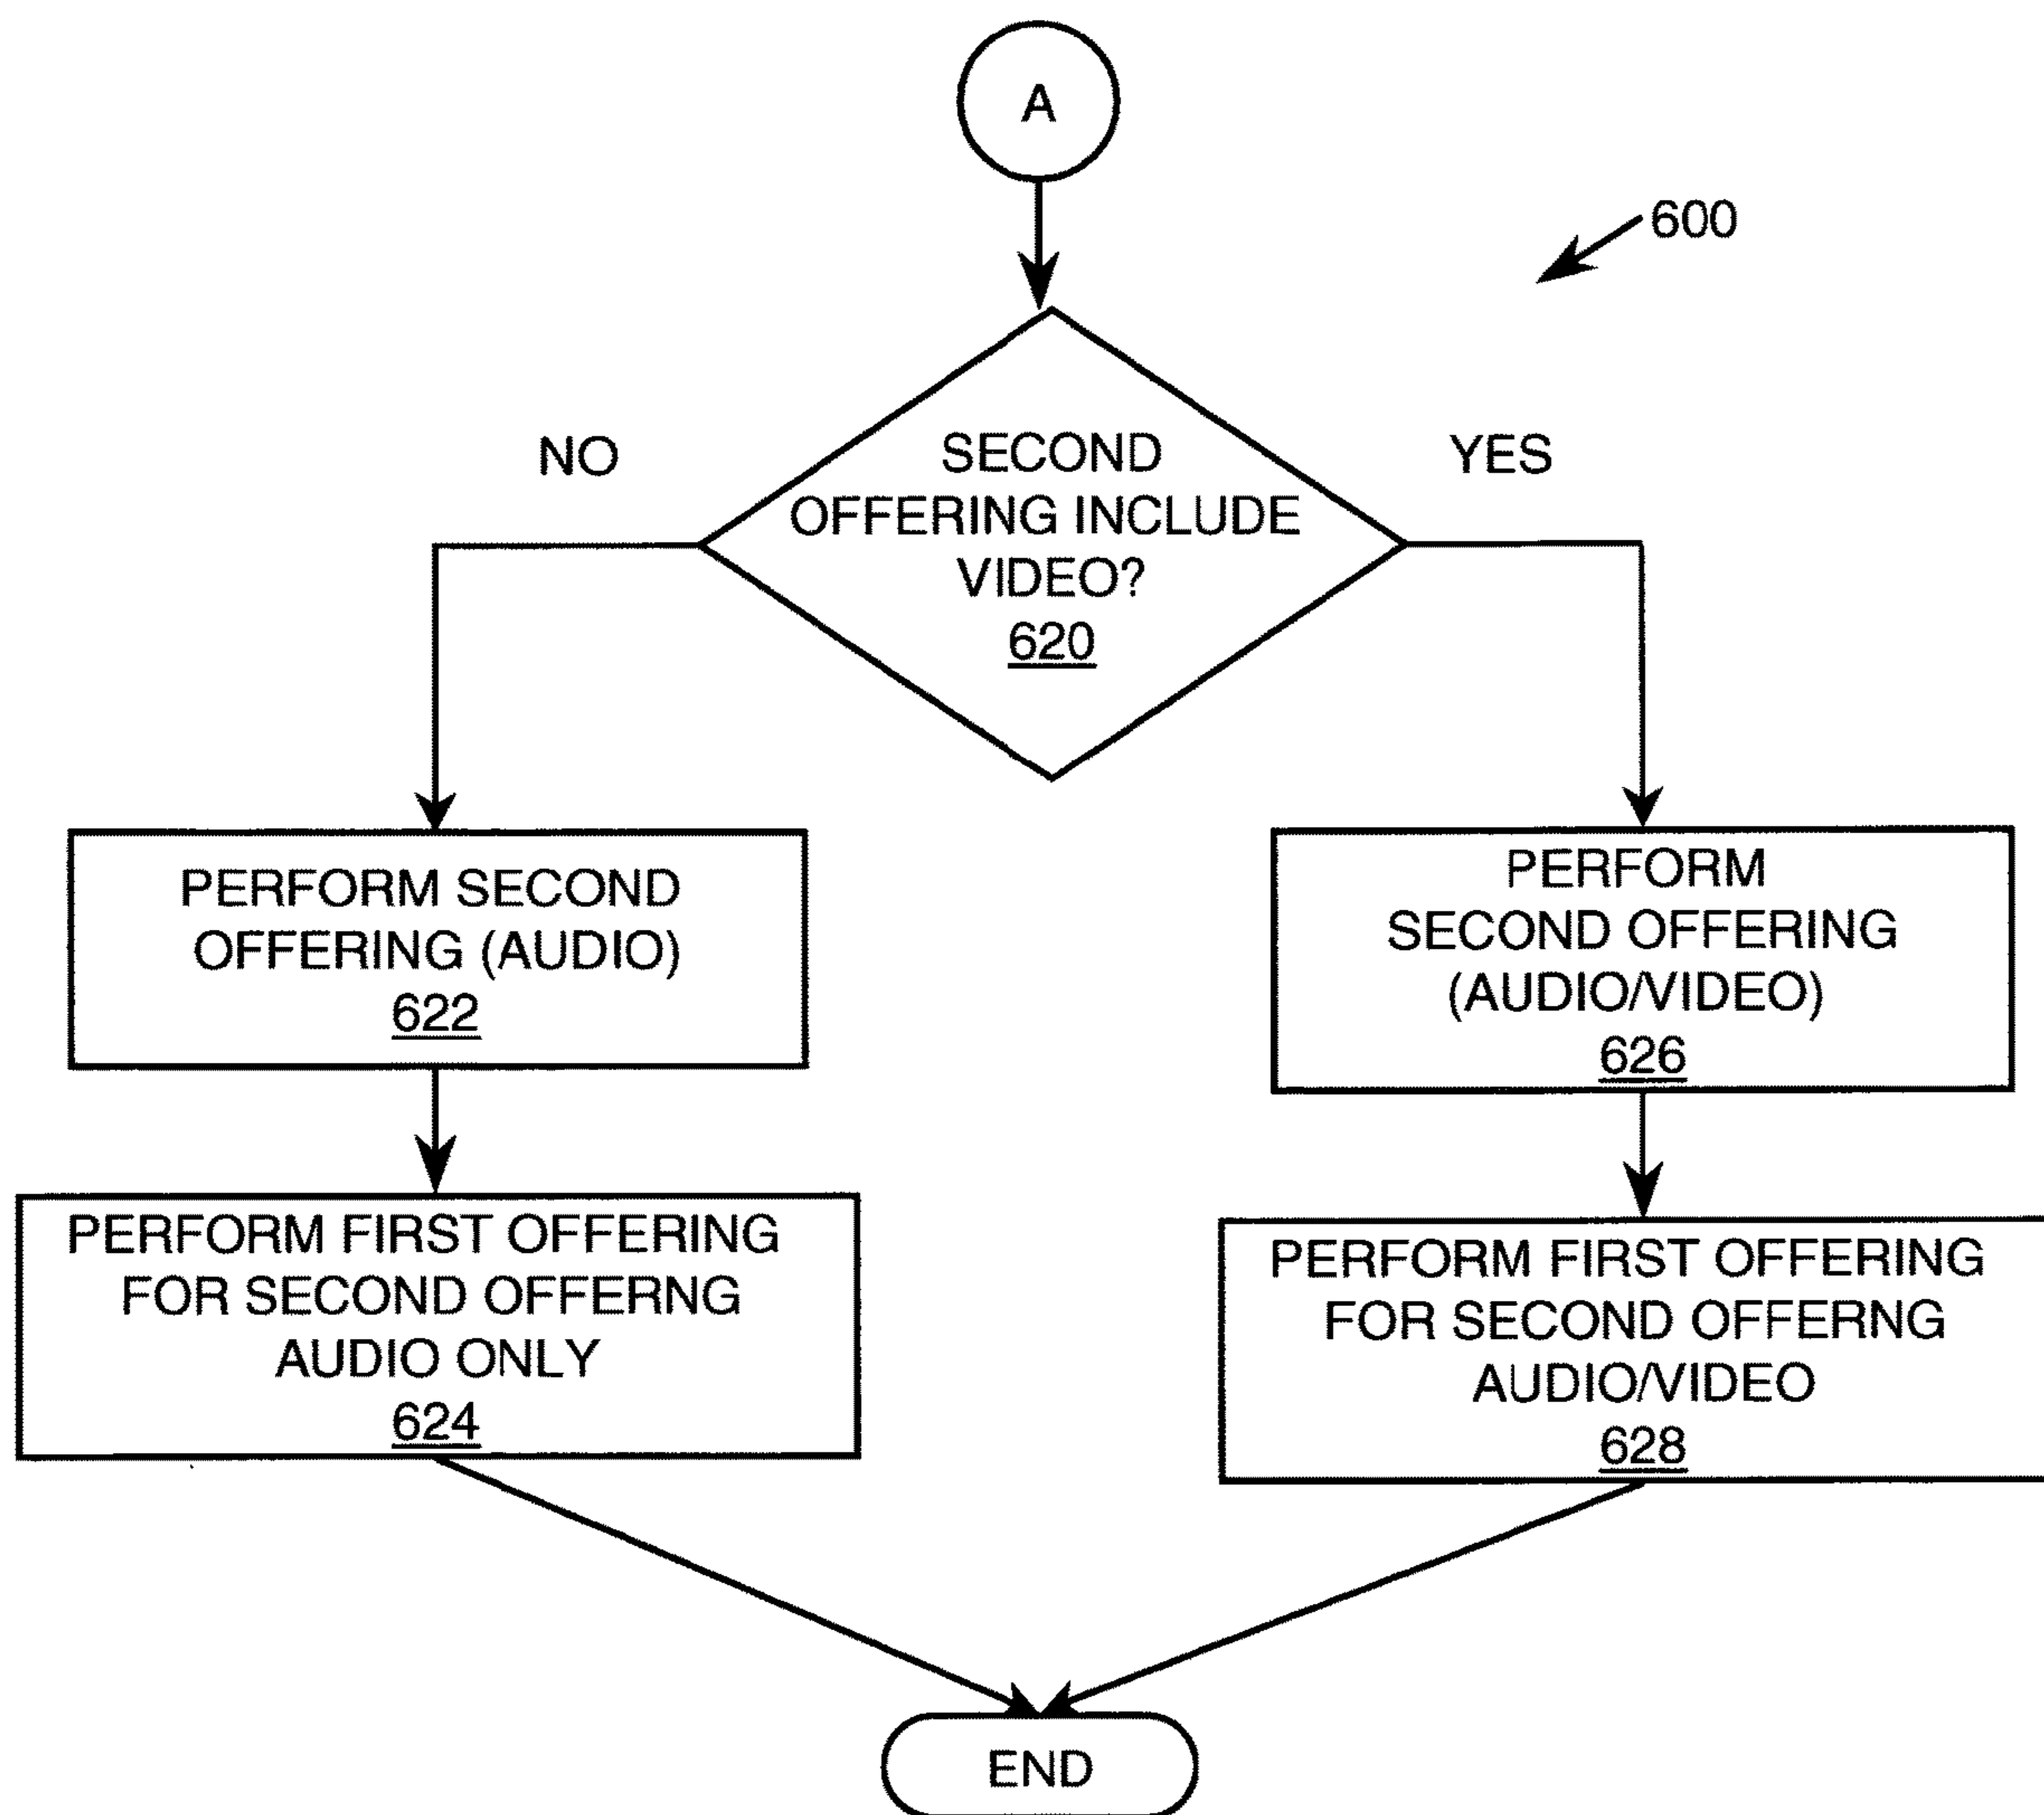 A
600
SECOND
OFFERING INCLUDE
VIDEO?
620
NO
YES
PERFORM SECOND
OFFERING (AUDIO)
622
PERFORM FIRST OFFERING
FOR SECOND OFFERNG
AUDIO ONLY
624
PERFORM
SECOND OFFERING
(AUDIO/VIDEO)
626
PERFORM FIRST OFFERING
FOR SECOND OFFERNG
AUDIO/VIDEO
628
END